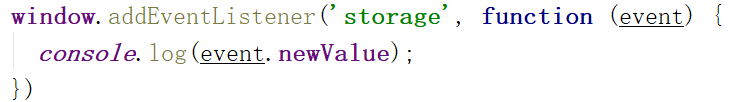 window.addEventListener('storage', function (event) {
  console.log(event.newValue);
})